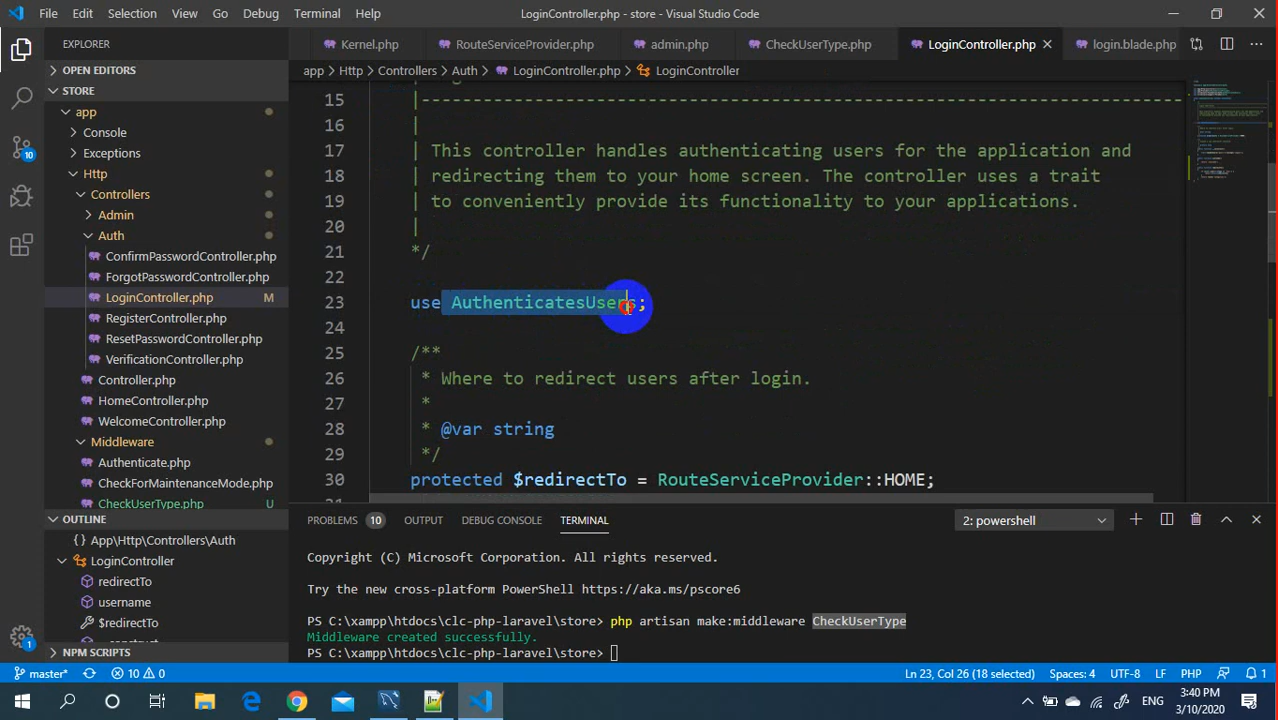 File Edit Selection View Go Debug Terminal Help
LoginController.php - store - Visual Studio Code
EXPLORER
Kernel.php
RouteServiceProvider.php
admin.php
CheckUserType.php
LoginController.php
login.blade.php
OPEN EDITORS
STORE
app
Console
Exceptions
Http
Controllers
Admin
Auth
ConfirmPasswordController.php
ForgotPasswordController.php
LoginController.php M
RegisterController.php
ResetPasswordController.php
VerificationController.php
Controller.php
HomeController.php
WelcomeController.php
Middleware
Authenticate.php
CheckForMaintenanceMode.php
CheckUserType.php U
OUTLINE
App\Http\Controllers\Auth
LoginController
redirectTo
username
$redirectTo
NPM SCRIPTS
10
1
app > Http > Controllers > Auth > LoginController.php > LoginController
15 |--------------------------------------------------------------------------
16 |
17 | This controller handles authenticating users for the application and
18 | redirecting them to your home screen. The controller uses a trait
19 | to conveniently provide its functionality to your applications.
20 |
21 */
22
23 use AuthenticatesUsers;
24
25 /**
26 * Where to redirect users after login.
27 *
28 * @var string
29 */
30 protected $redirectTo = RouteServiceProvider::HOME;
PROBLEMS 10 OUTPUT DEBUG CONSOLE TERMINAL
2: powershell
Copyright (C) Microsoft Corporation. All rights reserved.
Try the new cross-platform PowerShell https://aka.ms/pscore6
PS C:\xampp\htdocs\clc-php-laravel\store> php artisan make:middleware CheckUserType
Middleware created successfully.
PS C:\xampp\htdocs\clc-php-laravel\store>
master* 10 0
Ln 23, Col 26 (18 selected) Spaces: 4 UTF-8 LF PHP 1
ENG
3:40 PM
3/10/2020